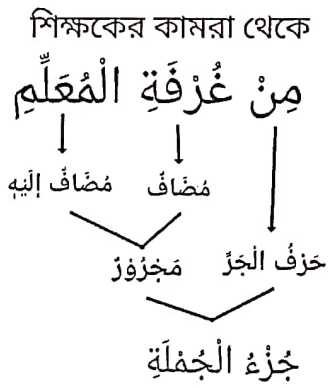 শিক্ষকের কামরা থেকে
مِنْ غُرْفَةِ الْمُعَلِّمِ
مُضَافٌ مُضَافٌ إِلَيْهِ
حَرْفُ الْجَرِّ مَجْرُوْرٌ
جُزْءُ الْجُمْلَةِ